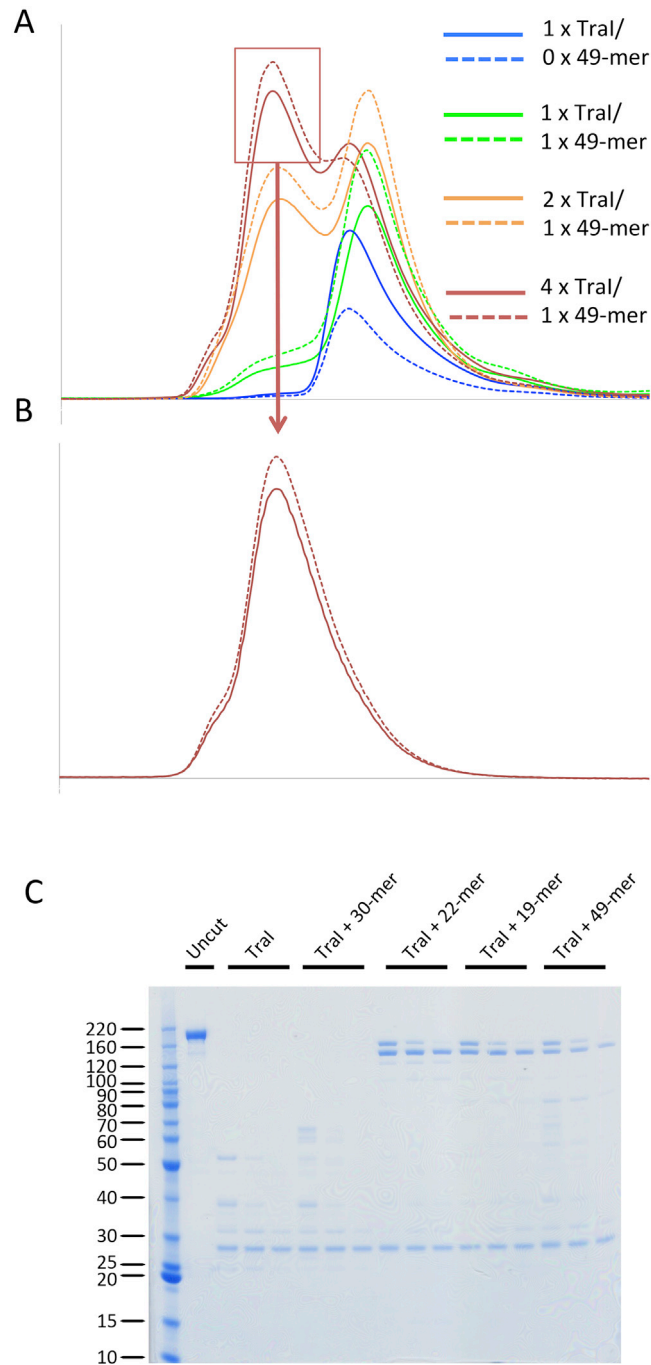 A
1 x TraI/
0 x 49-mer
1x TraI/
1 x 49-mer
2 x TraI/
1 x 49-mer
4 x TraI/
1 x 49-mer
B
C
Uncut
TraI
TraI + 30-mer
TraI + 22-mer
TraI + 19-mer
TraI + 49-mer
220
160
120
100
90
80
70
60
50
40
30
25
20
15
10